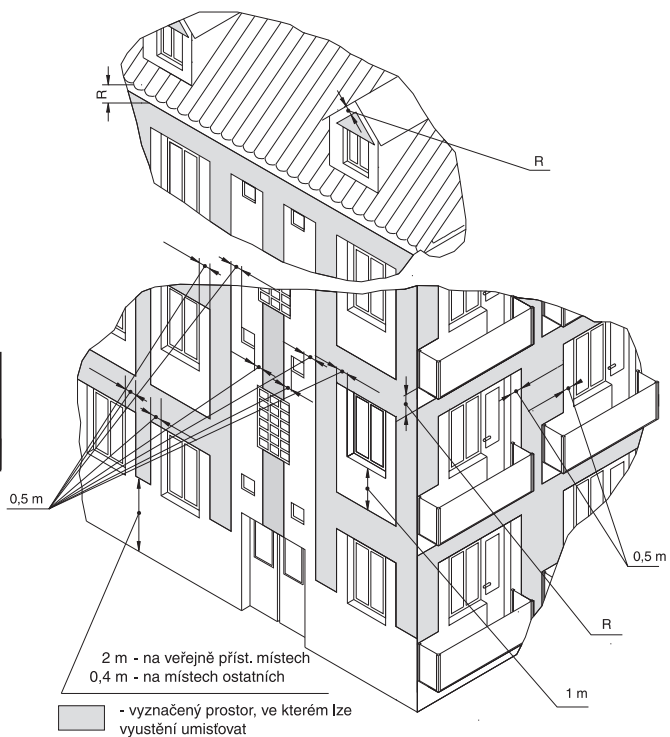 R
R
0,5 m
0,5 m
R
1 m
2 m - na veřejně příst. místech
0,4 m - na místech ostatních
- vyznačený prostor, ve kterém lze
vyustění umisťovat